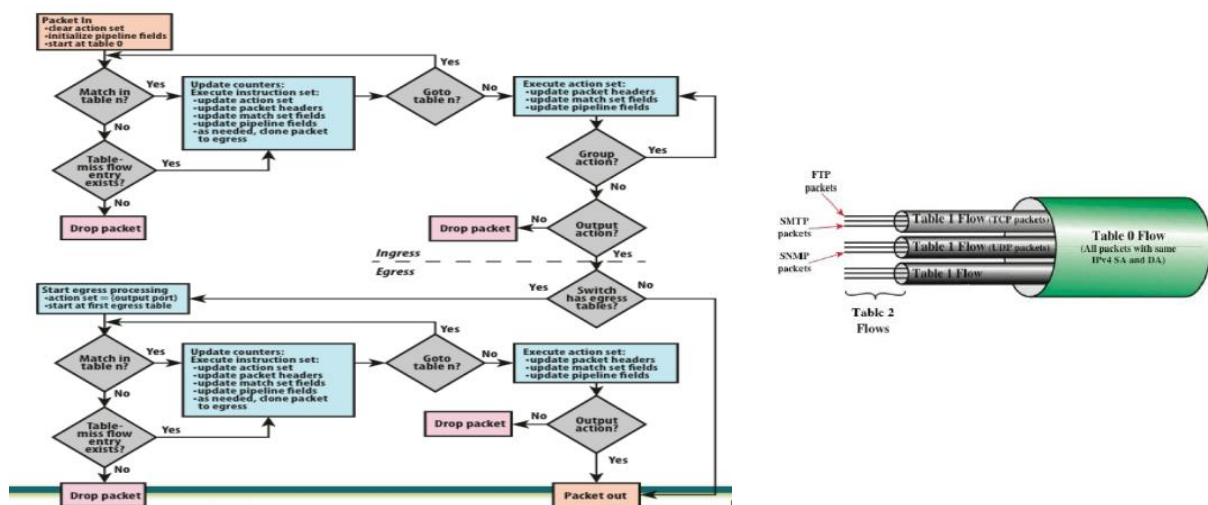 Packet In
-clear action set
-initialize pipeline fields
-start at table 0
Match in
table n?
Yes
No
Update counters:
Execute instruction set:
-update action set
-update packet headers
-update match set fields
-update pipeline fields
-as needed, clone packet
to egress
Yes
Goto
table n?
No
Execute action set:
-update packet headers
-update match set fields
-update pipeline fields
Table-
miss flow
entry
exists?
Yes
No
Drop packet
Group
action?
Yes
No
Output
action?
No
Drop packet
Yes
Ingress
Egress
Switch
has egress
tables?
Yes
No
Start egress processing
-action set = {output port}
-start at first egress table
Match in
table n?
Yes
No
Update counters:
Execute instruction set:
-update action set
-update packet headers
-update match set fields
-update pipeline fields
-as needed, clone packet
to egress
Yes
Goto
table n?
No
Execute action set:
-update packet headers
-update match set fields
-update pipeline fields
Table-
miss flow
entry
exists?
Yes
No
Drop packet
Output
action?
No
Drop packet
Yes
Packet out
FTP
packets
SMTP
packets
SNMP
packets
Table 1 Flow (TCP packets)
Table 1 Flow (UDP packets)
Table 1 Flow
Table 0 Flow
(All packets with same
IPv4 SA and DA)
Table 2
Flows